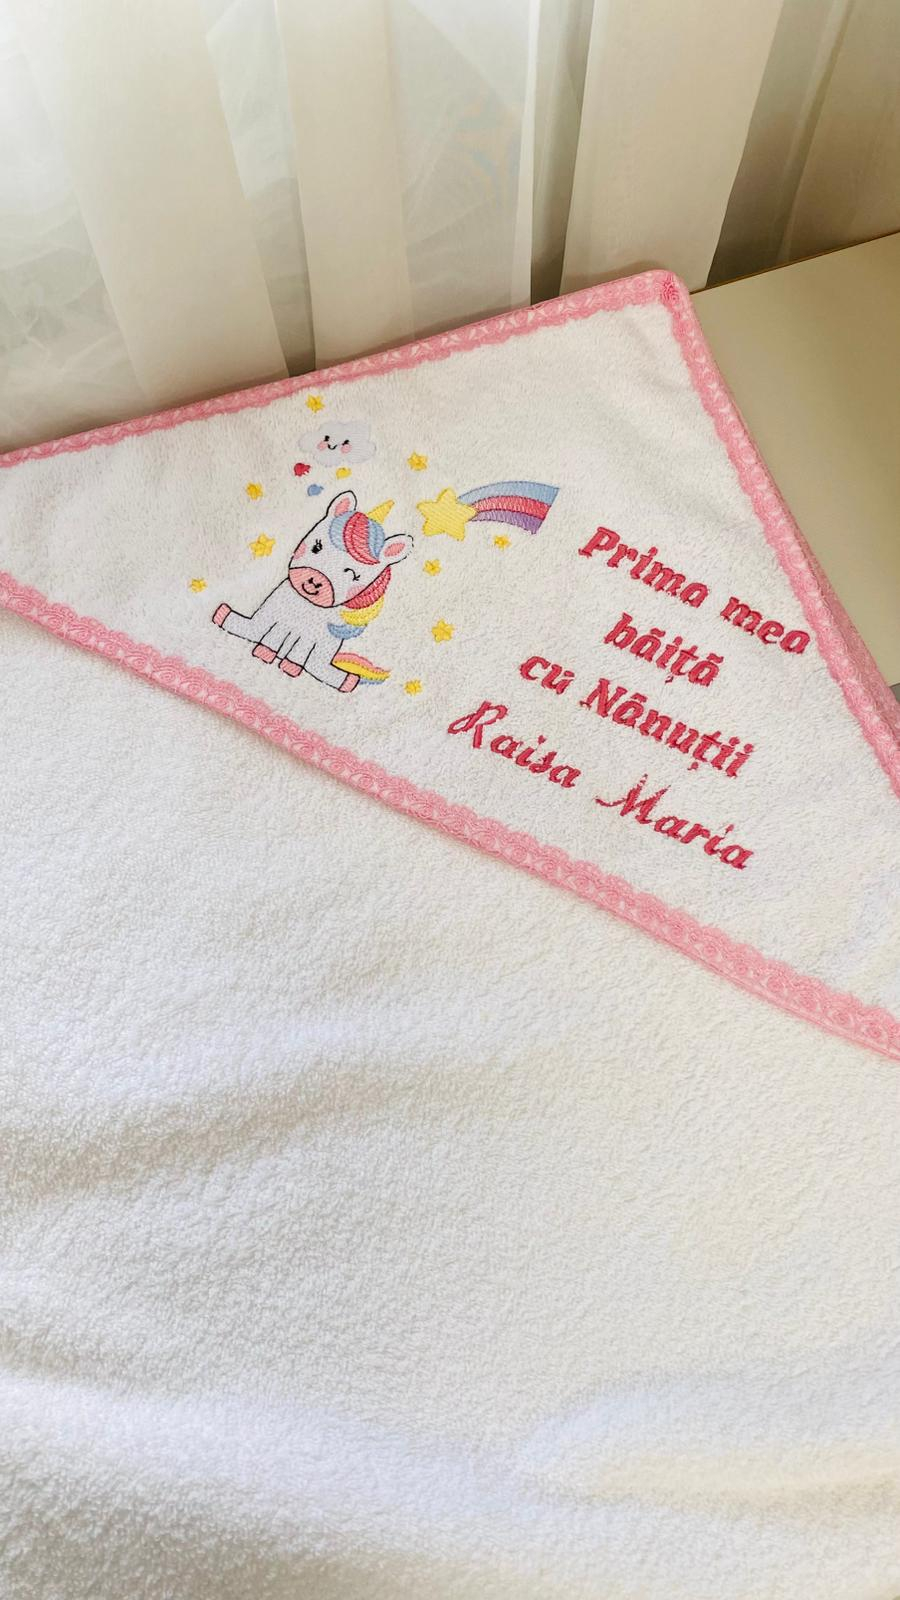 Prima mea
băiță
cu Nănuții
Raisa Maria